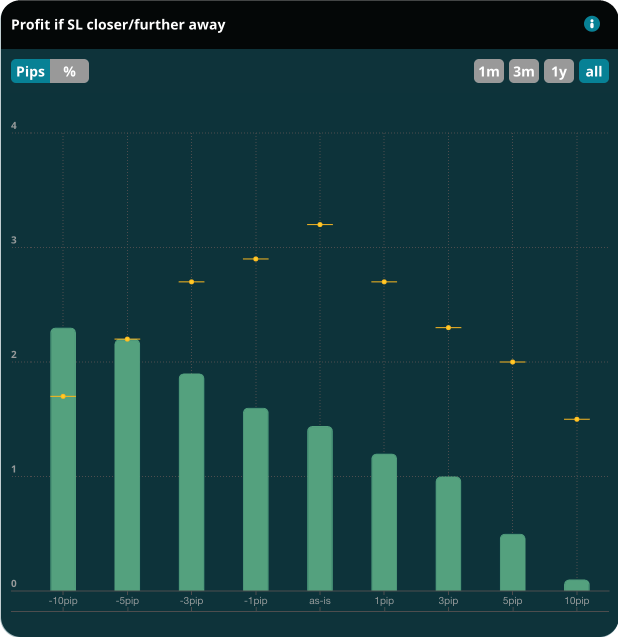 Profit if SL closer/further away
i
Pips % 1m 3m 1y all
4
3
2
1
0
-10pip -5pip -3pip -1pip as-is 1pip 3pip 5pip 10pip